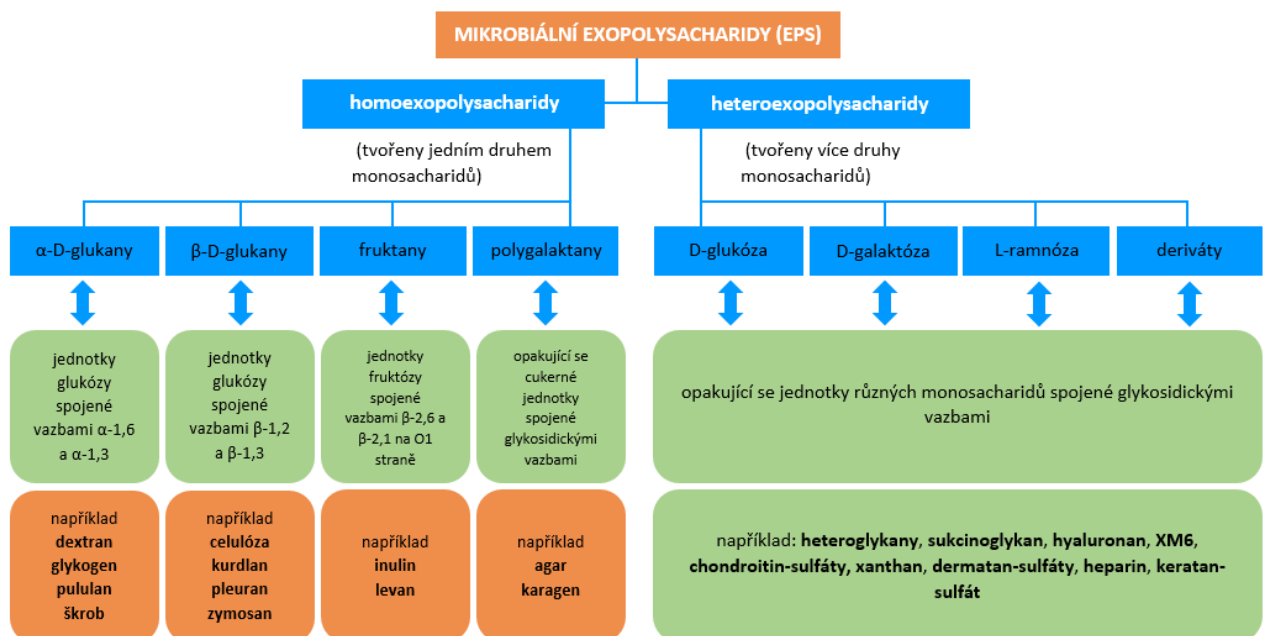 MIKROBIÁLNÍ EXOPOLYSACHARIDY (EPS)
homoexopolysacharidy
heteroexopolysacharidy
(tvořeny jedním druhem
monosacharidů)
(tvořeny více druhy
monosacharidů)
α-D-glukany
β-D-glukany
fruktany
polygalaktany
D-glukóza
D-galaktóza
L-ramnóza
deriváty
jednotky
glukózy
spojené
vazbami α-1,6
a α-1,3
jednotky
glukózy
spojené
vazbami β-1,2
a β-1,3
jednotky
fruktózy
spojené
vazbami β-2,6 a
β-2,1 na O1
straně
opakující se
cukerné
jednotky
spojené
glykosidickými
vazbami
opakující se jednotky různých monosacharidů spojené glykosidickými
vazbami
například
dextran
glykogen
pululan
škrob
například
celulóza
kurdlan
pleuran
zymosan
například
inulin
levan
například
agar
karagen
například: heteroglykany, sukcinoglykan, hyaluronan, XM6,
chondroitin-sulfáty, xanthan, dermatan-sulfáty, heparin, keratan-
sulfát